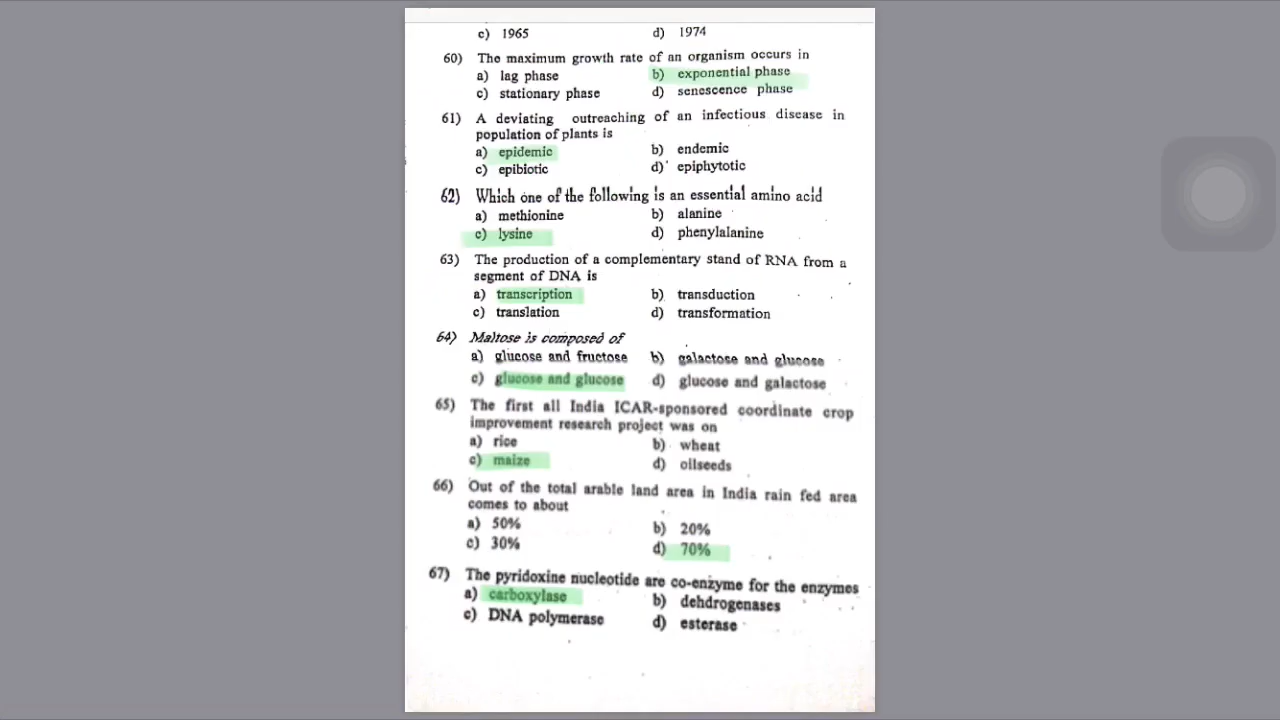 c) 1965 d) 1974
60) The maximum growth rate of an organism occurs in
a) lag phase b) exponential phase
c) stationary phase d) senescence phase
61) A deviating outreaching of an infectious disease in
population of plants is
a) epidemic b) endemic
c) epibiotic d) epiphytotic
62) Which one of the following is an essential amino acid
a) methionine b) alanine
c) lysine d) phenylalanine
63) The production of a complementary stand of RNA from a
segment of DNA is
a) transcription b) transduction
c) translation d) transformation
64) Maltose is composed of
a) glucose and fructose b) galactose and glucose
c) glucose and glucose d) glucose and galactose
65) The first all India ICAR-sponsored coordinate crop
improvement research project was on
a) rice b) wheat
c) maize d) oilseeds
66) Out of the total arable land area in India rain fed area
comes to about
a) 50% b) 20%
c) 30% d) 70%
67) The pyridoxine nucleotide are co-enzyme for the enzymes
a) carboxylase b) dehdrogenases
c) DNA polymerase d) esterase